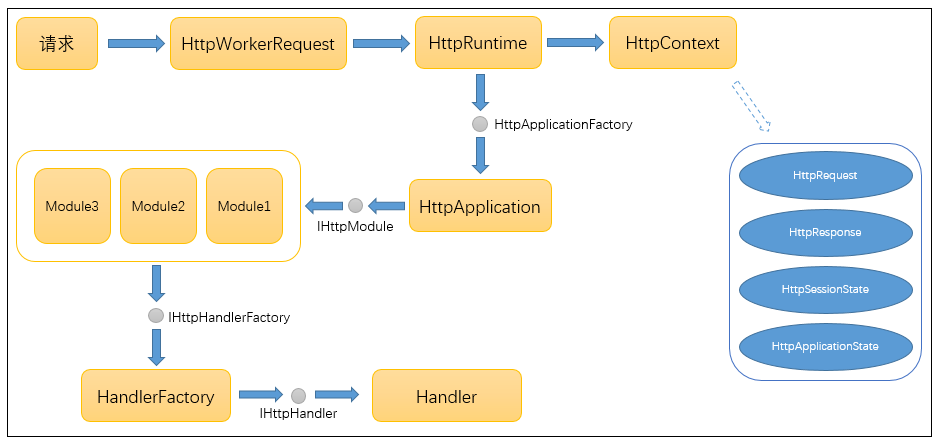 请求
HttpWorkerRequest
HttpRuntime
HttpContext
HttpApplicationFactory
HttpRequest
HttpResponse
HttpSessionState
HttpApplicationState
Module3
Module2
Module1
IHttpModule
HttpApplication
IHttpHandlerFactory
HandlerFactory
IHttpHandler
Handler